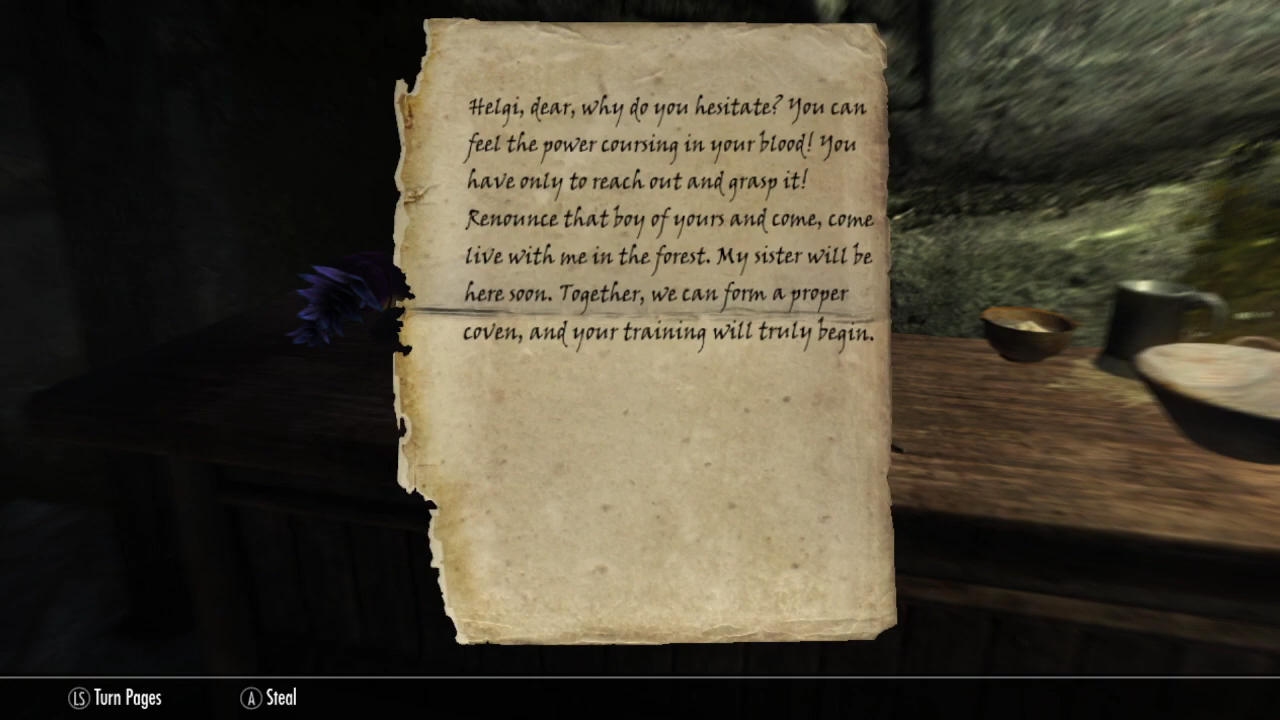 Helgi, dear, why do you hesitate? You can
feel the power coursing in your blood! You
have only to reach out and grasp it!
Renounce that boy of yours and come, come
live with me in the forest. My sister will be
here soon. Together, we can form a proper
coven, and your training will truly begin.
LS Turn Pages
A Steal